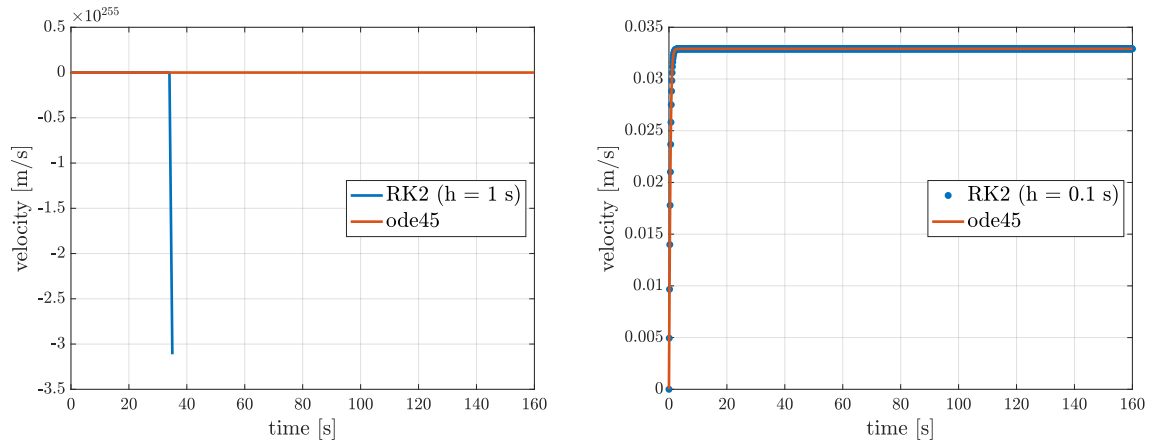 ×10^255
0.5
0
-0.5
-1
-1.5
-2
-2.5
-3
-3.5
0 20 40 60 80 100 120 140 160
time [s]
velocity [m/s]
RK2 (h = 1 s)
ode45
0.035
0.03
0.025
0.02
0.015
0.01
0.005
0
0 20 40 60 80 100 120 140 160
time [s]
velocity [m/s]
RK2 (h = 0.1 s)
ode45